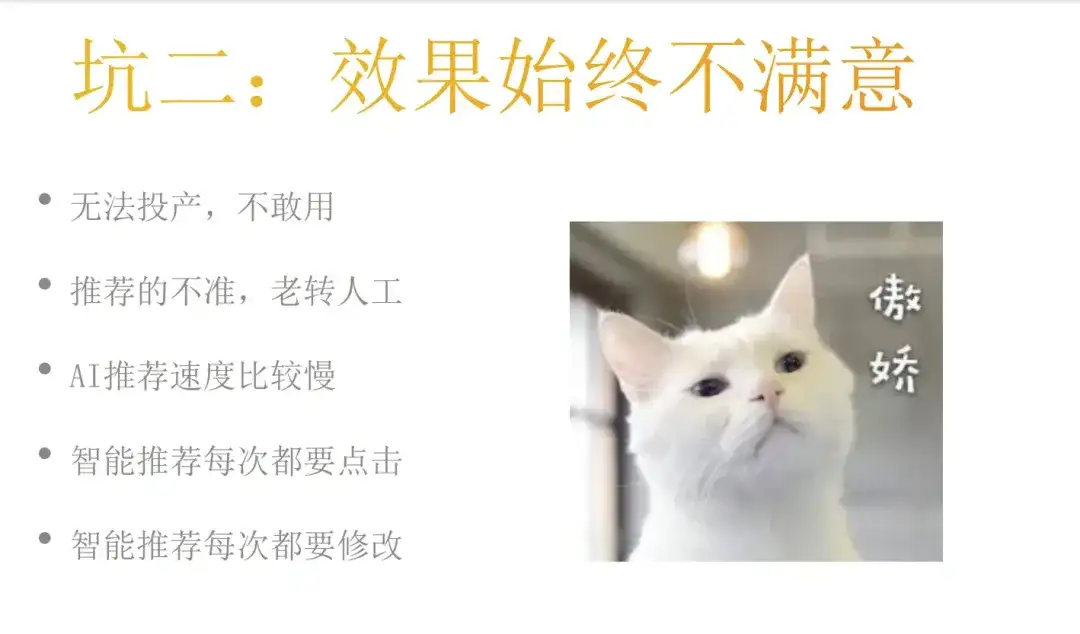 坑二：效果始终不满意
无法投产，不敢用
推荐的不准，老转人工
AI推荐速度比较慢
智能推荐每次都要点击
智能推荐每次都要修改
傲
娇